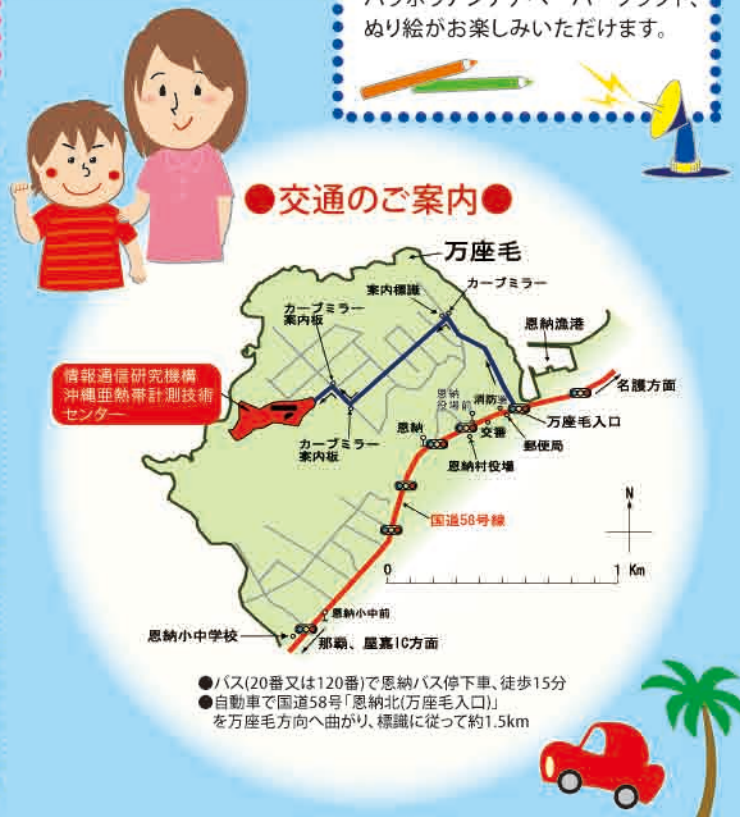 ぬり絵がお楽しみいただけます。
●交通のご案内●
万座毛
案内標識
カーブミラー
カーブミラー
案内板
恩納漁港
情報通信研究機構
沖縄亜熱帯計測技術
センター
名護方面
恩納
役場前
消防署
万座毛入口
恩納
交番
郵便局
カーブミラー
案内板
恩納村役場
N
国道58号線
0
1 Km
恩納小中前
恩納小中学校
那覇、屋嘉IC方面
●バス(20番又は120番)で恩納バス停下車、徒歩15分
●自動車で国道58号「恩納北(万座毛入口)」
を万座毛方向へ曲がり、標識に従って約1.5km